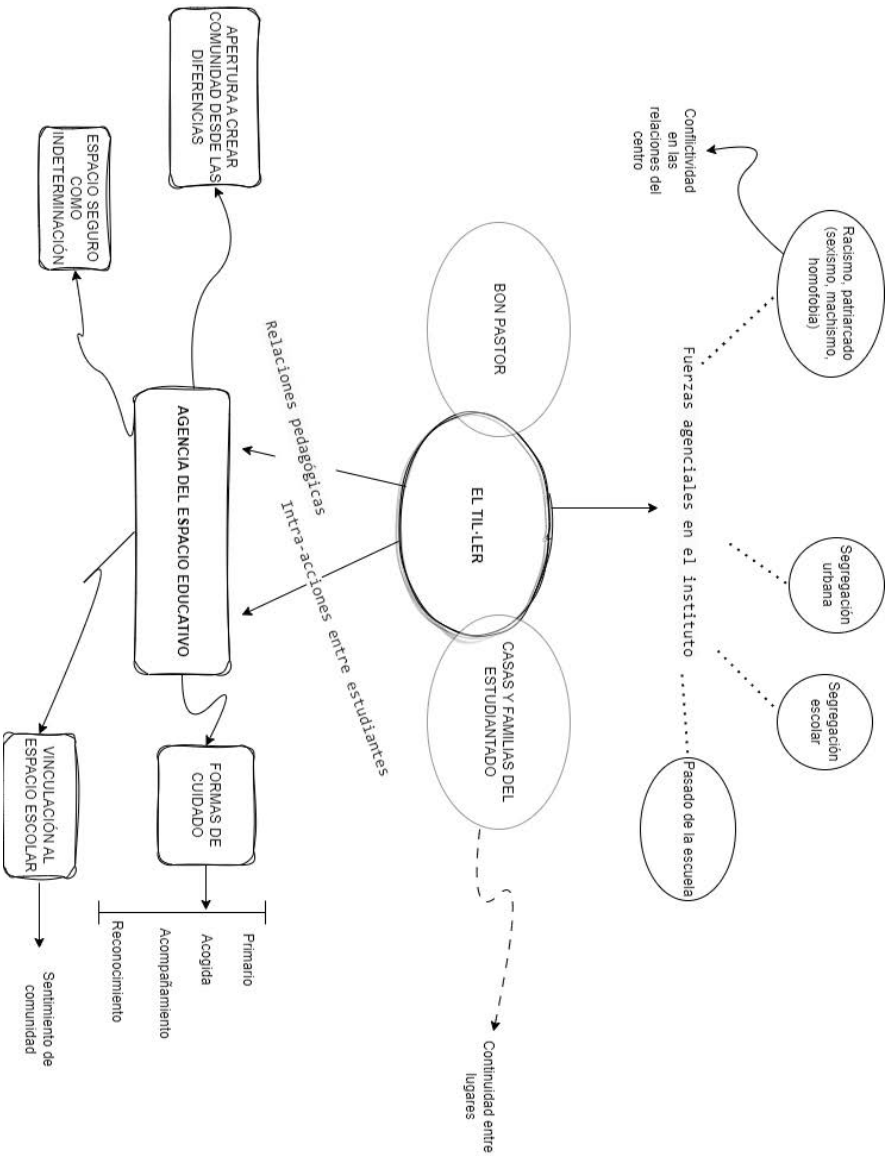 Racismo, patriarcado
(sexismo, machismo,
homofobia)
Segregación
urbana
Segregación
escolar
Conflictividad
en las
relaciones del
centro
Fuerzas agenciales en el instituto
Pasado de la escuela
BON PASTOR
EL TIL·LER
CASAS Y FAMILIAS DEL
ESTUDIANTADO
Continuidad entre
lugares
Relaciones pedagógicas
Intra-acciones entre estudiantes
APERTURA A CREAR
COMUNIDAD DESDE LAS
DIFERENCIAS
AGENCIA DEL ESPACIO EDUCATIVO
FORMAS DE
CUIDADO
Primario
Acogida
Acompañamiento
Reconocimiento
ESPACIO SEGURO
COMO
INDETERMINACIÓN
VINCULACIÓN AL
ESPACIO ESCOLAR
Sentimiento de
comunidad